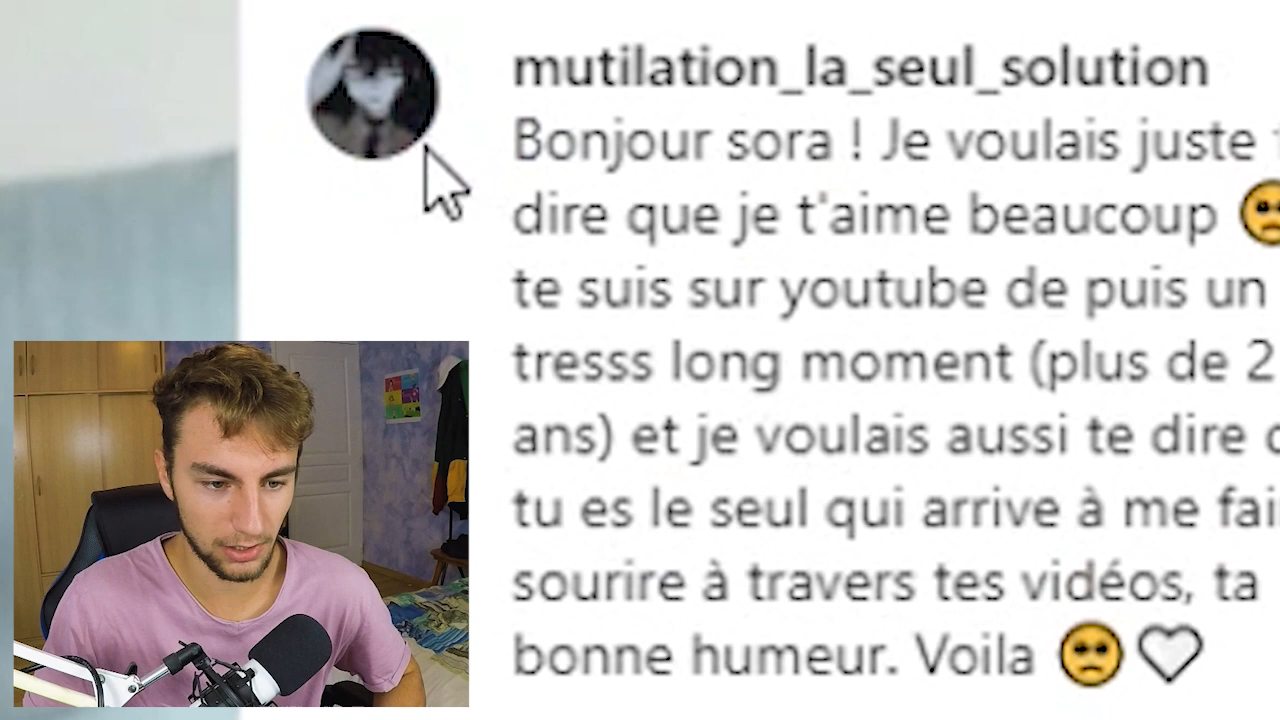 mutilation_la_seul_solution
Bonjour sora ! Je voulais juste
dire que je t'aime beaucoup 🥺
te suis sur youtube de puis un
tresss long moment (plus de 2
ans) et je voulais aussi te dire
tu es le seul qui arrive à me fai
sourire à travers tes vidéos, ta
bonne humeur. Voila 🥺🤍